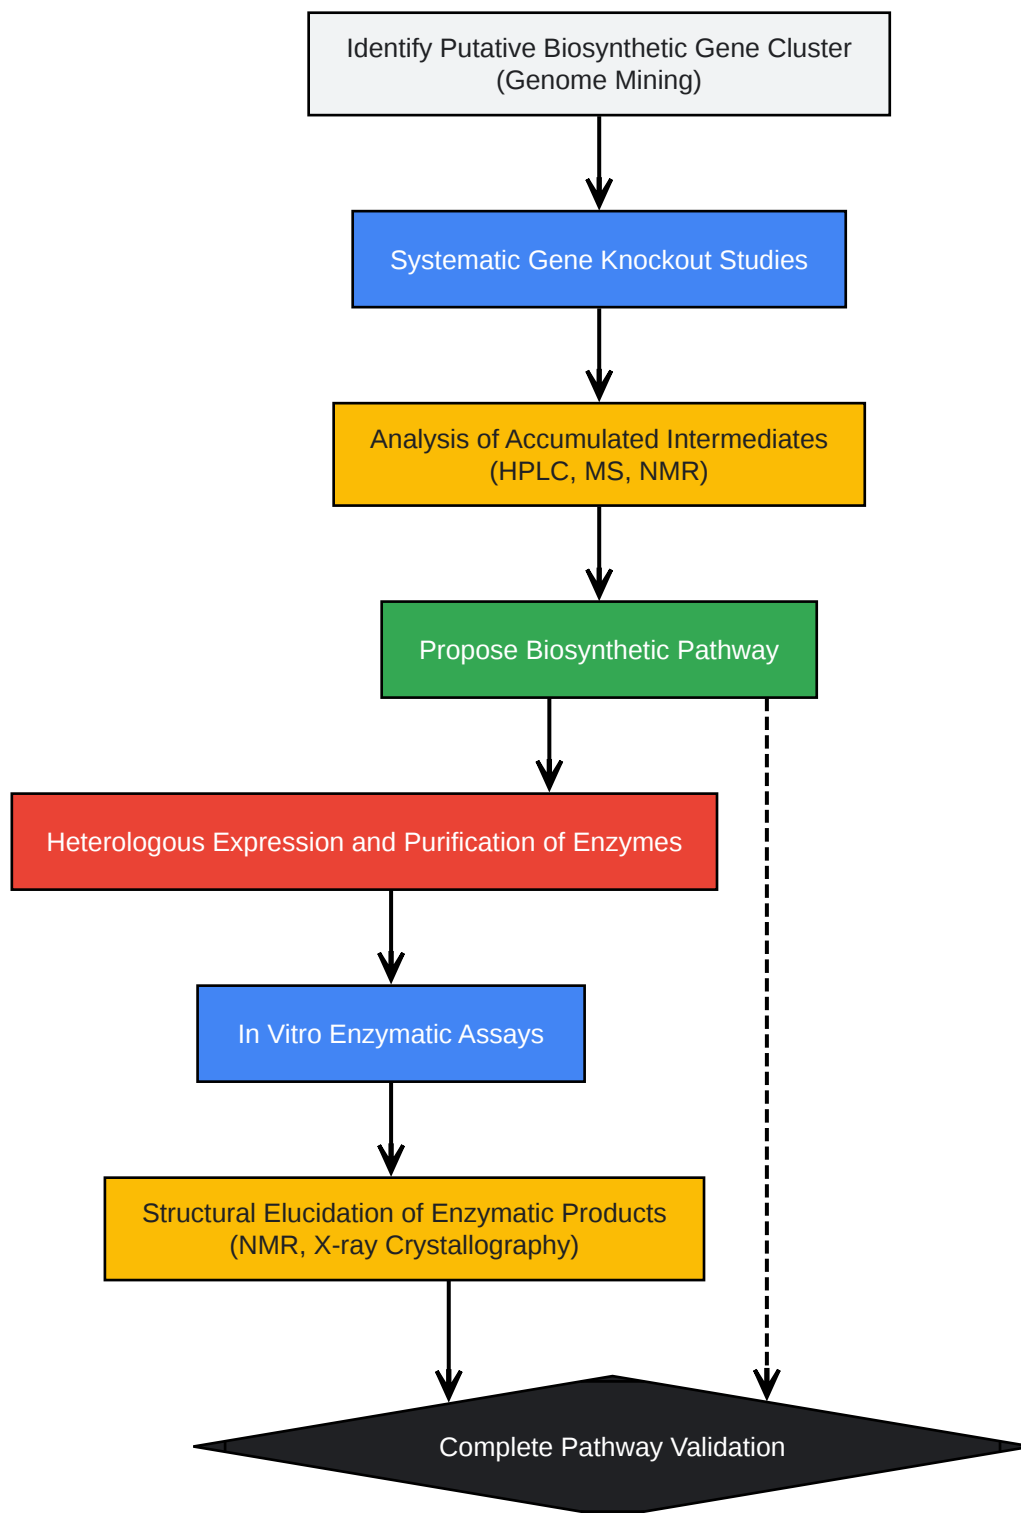 Identify Putative Biosynthetic Gene Cluster
(Genome Mining)
Systematic Gene Knockout Studies
Analysis of Accumulated Intermediates
(HPLC, MS, NMR)
Propose Biosynthetic Pathway
Heterologous Expression and Purification of Enzymes
In Vitro Enzymatic Assays
Structural Elucidation of Enzymatic Products
(NMR, X-ray Crystallography)
Complete Pathway Validation